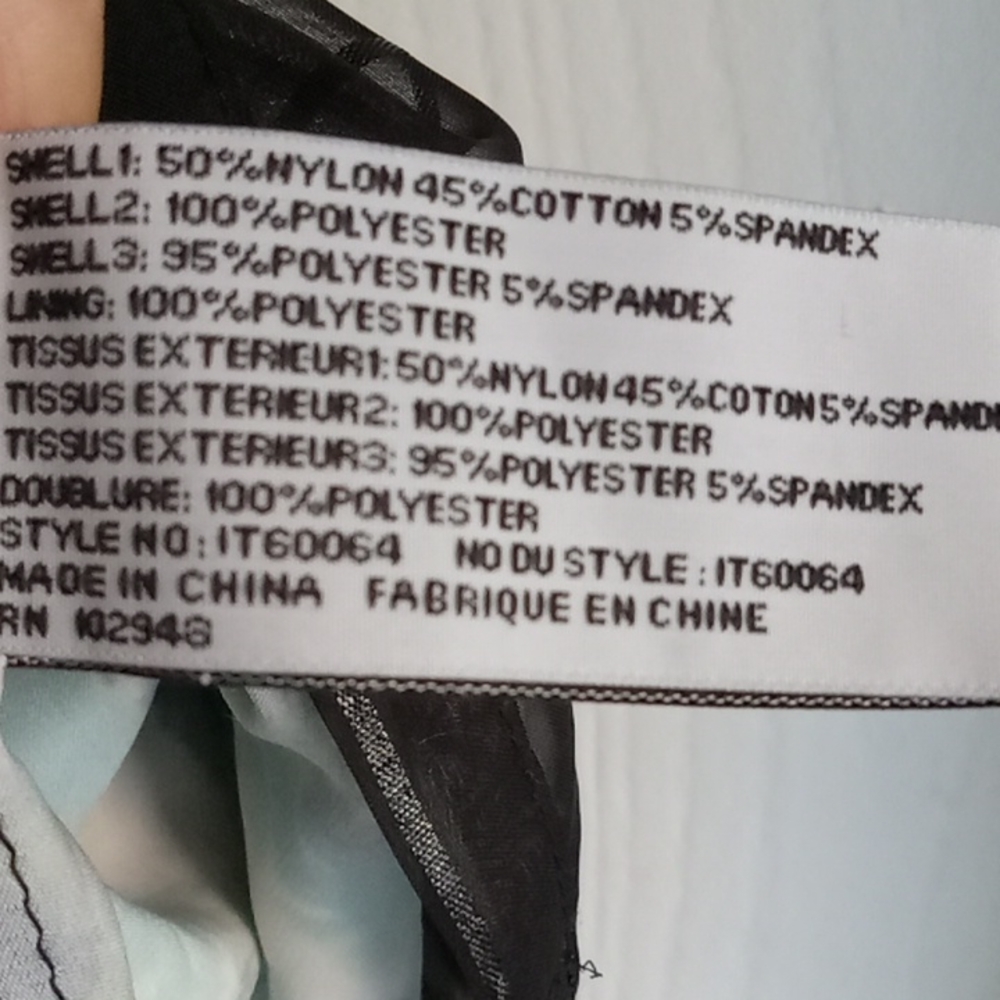 SHELL1: 50%NYLON 45%COTTON 5%SPANDEX
SHELL2: 100%POLYESTER
SHELL3: 95%POLYESTER 5%SPANDEX
LINING: 100%POLYESTER
TISSUS EXTERIEUR1: 50%NYLON 45%COTON 5%SPANDE
TISSUS EXTERIEUR2: 100%POLYESTER
TISSUS EXTERIEUR3: 95%POLYESTER 5%SPANDEX
DOUBLURE: 100%POLYESTER
STYLE NO: IT60064 NO DU STYLE: IT60064
MADE IN CHINA FABRIQUE EN CHINE
RN